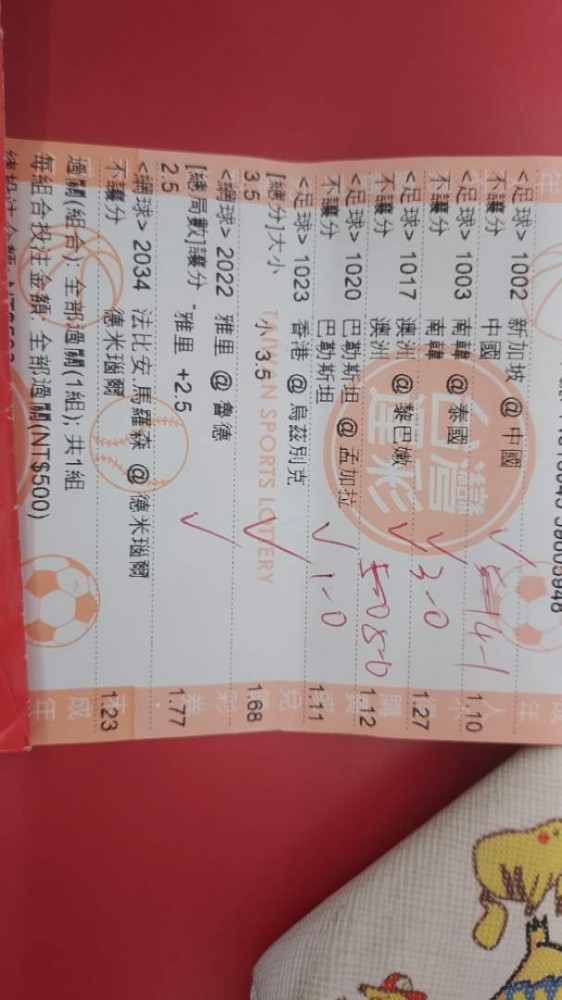 <足球> 1002 新加坡 @ 中國
不讓分 中國 1.10
4-1
<足球> 1003 南韓 @ 泰國
不讓分 南韓 1.27
3-0
<足球> 1017 澳洲 @ 黎巴嫩
不讓分 澳洲 1.12
5-0
<足球> 1020 巴勒斯坦 @ 孟加拉
不讓分 巴勒斯坦 1.11
1-0
<足球> 1023 香港 @ 烏茲別克
[總分]大小 小 3.5 1.68
3.5
<網球> 2022 雅里 @ 魯德
[總局數]讓分 雅里 +2.5 1.77
2.5
<網球> 2034 法比安.馬羅森 @ 德米瑙爾
不讓分 德米瑙爾 1.23
過關(組合): 全部過關(1組); 共1組
每組合投注金額: 全部過關(NT$500)
台灣運彩
TAIWAN SPORTS LOTTERY